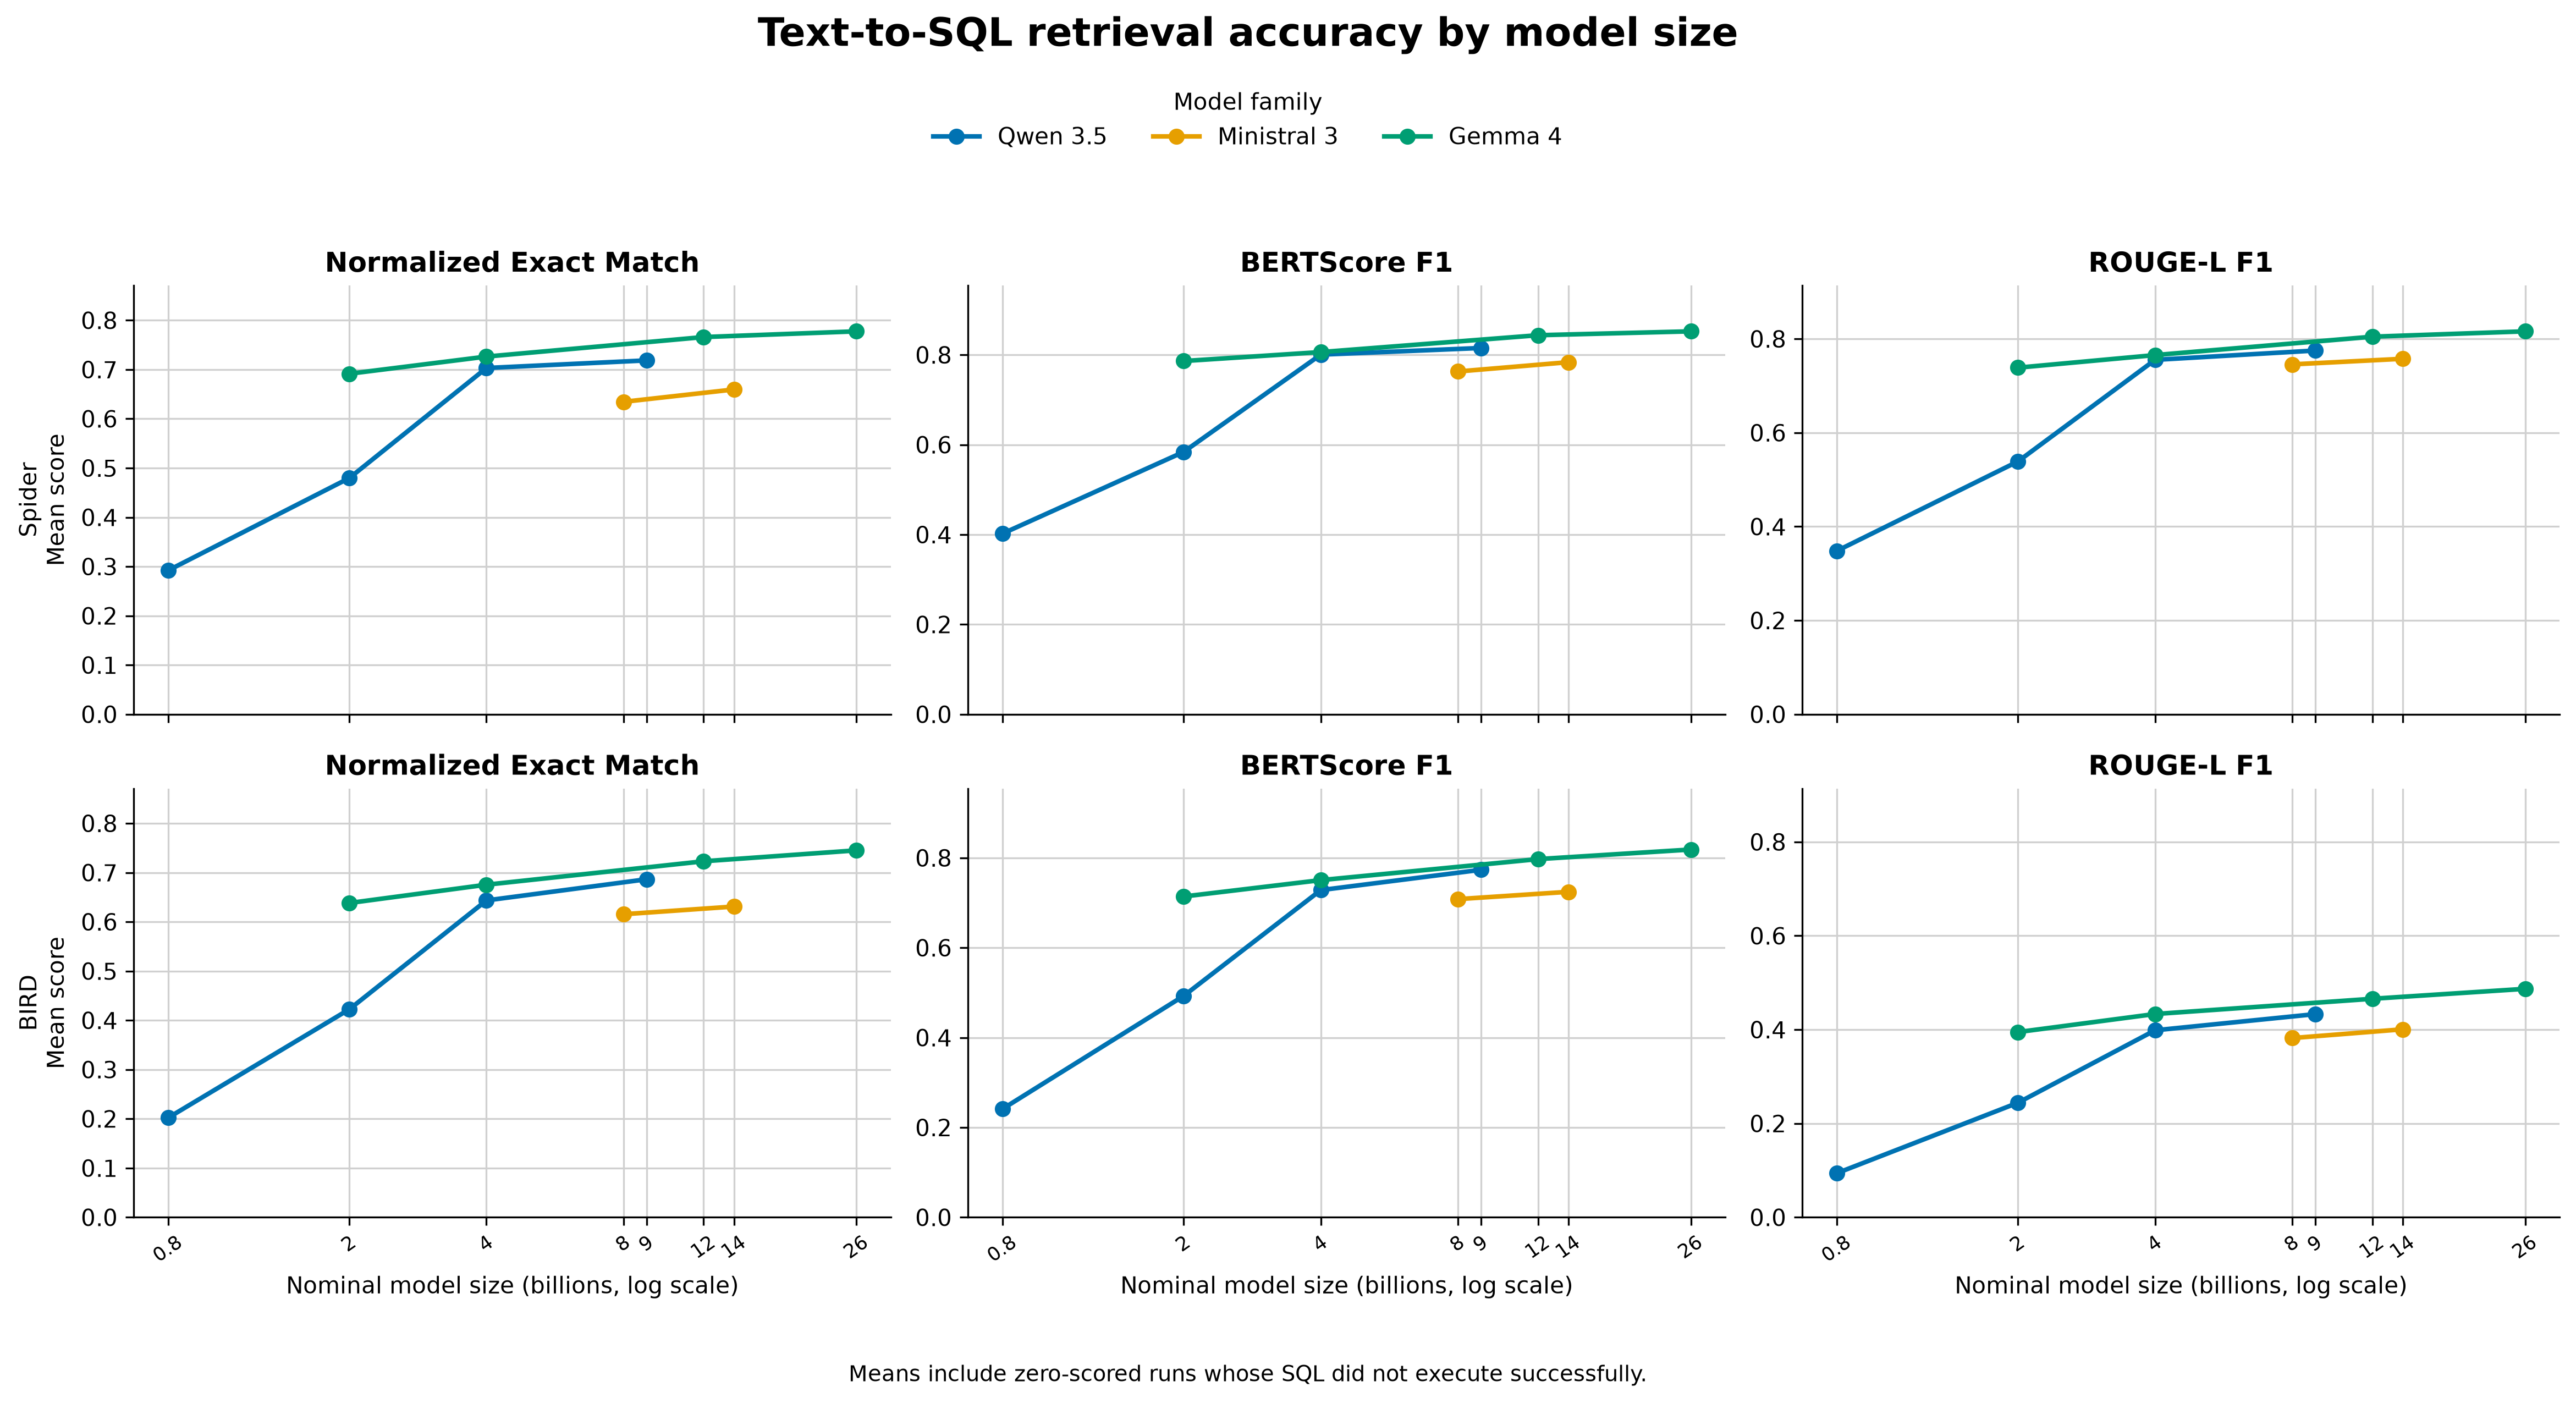 Text-to-SQL retrieval accuracy by model size
Model family
Qwen 3.5 Ministral 3 Gemma 4
Normalized Exact Match
0.8
0.7
0.6
0.5
0.4
0.3
0.2
0.1
0.0
Spider
Mean score
BERTScore F1
0.8
0.6
0.4
0.2
0.0
ROUGE-L F1
0.8
0.6
0.4
0.2
0.0
Normalized Exact Match
0.8
0.7
0.6
0.5
0.4
0.3
0.2
0.1
0.0
BIRD
Mean score
0.8 2 4 8 9 12 14 26
Nominal model size (billions, log scale)
BERTScore F1
0.8
0.6
0.4
0.2
0.0
0.8 2 4 8 9 12 14 26
Nominal model size (billions, log scale)
ROUGE-L F1
0.8
0.6
0.4
0.2
0.0
0.8 2 4 8 9 12 14 26
Nominal model size (billions, log scale)
Means include zero-scored runs whose SQL did not execute successfully.